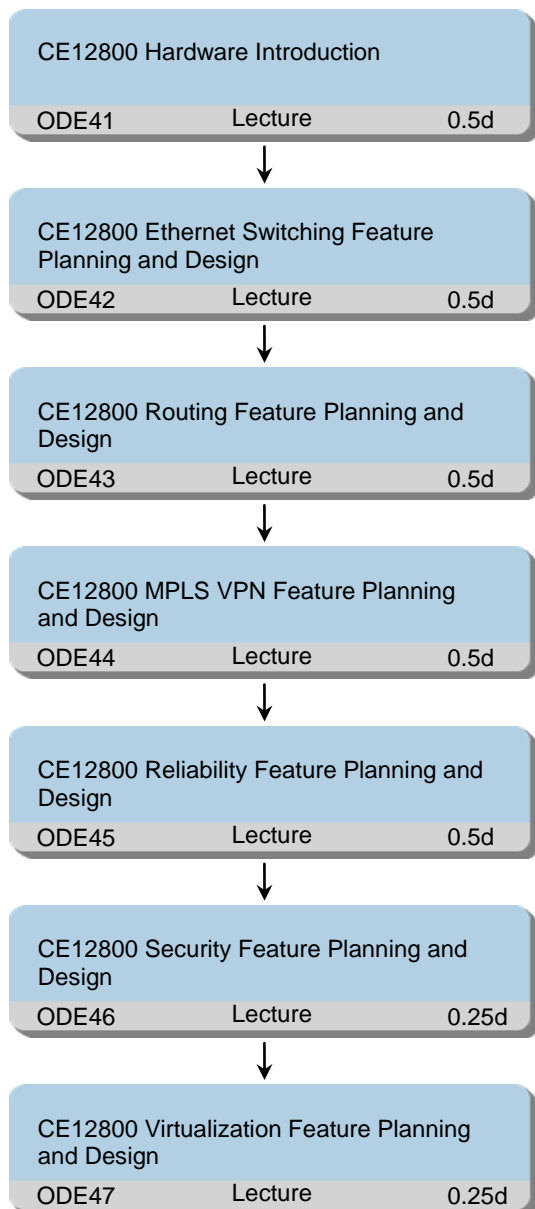 CE12800 Hardware Introduction
ODE41 Lecture 0.5d
CE12800 Ethernet Switching Feature
Planning and Design
ODE42 Lecture 0.5d
CE12800 Routing Feature Planning and
Design
ODE43 Lecture 0.5d
CE12800 MPLS VPN Feature Planning
and Design
ODE44 Lecture 0.5d
CE12800 Reliability Feature Planning and
Design
ODE45 Lecture 0.5d
CE12800 Security Feature Planning and
Design
ODE46 Lecture 0.25d
CE12800 Virtualization Feature Planning
and Design
ODE47 Lecture 0.25d